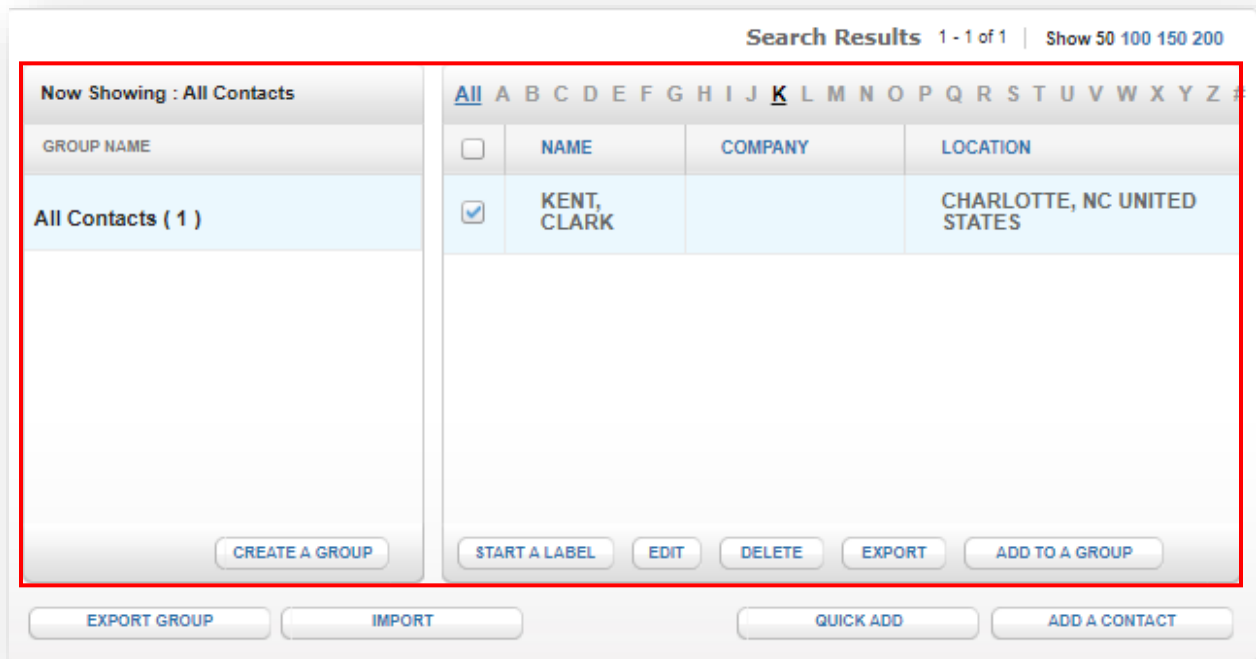 Search Results 1 - 1 of 1 | Show 50 100 150 200
Now Showing : All Contacts
All A B C D E F G H I J K L M N O P Q R S T U V W X Y Z #
GROUP NAME
NAME COMPANY LOCATION
All Contacts ( 1 )
KENT,
CLARK
CHARLOTTE, NC UNITED
STATES
CREATE A GROUP
START A LABEL EDIT DELETE EXPORT ADD TO A GROUP
EXPORT GROUP IMPORT QUICK ADD ADD A CONTACT